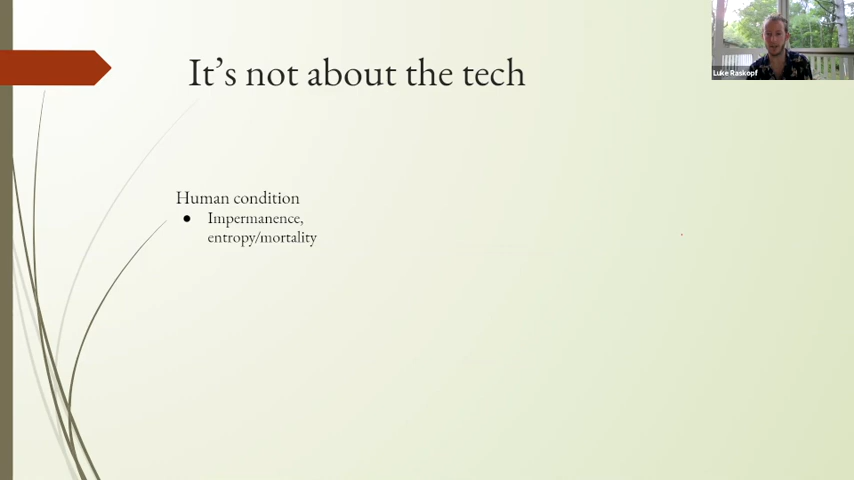 It's not about the tech
Luke Raskopf
Human condition
● Impermanence,
entropy/mortality